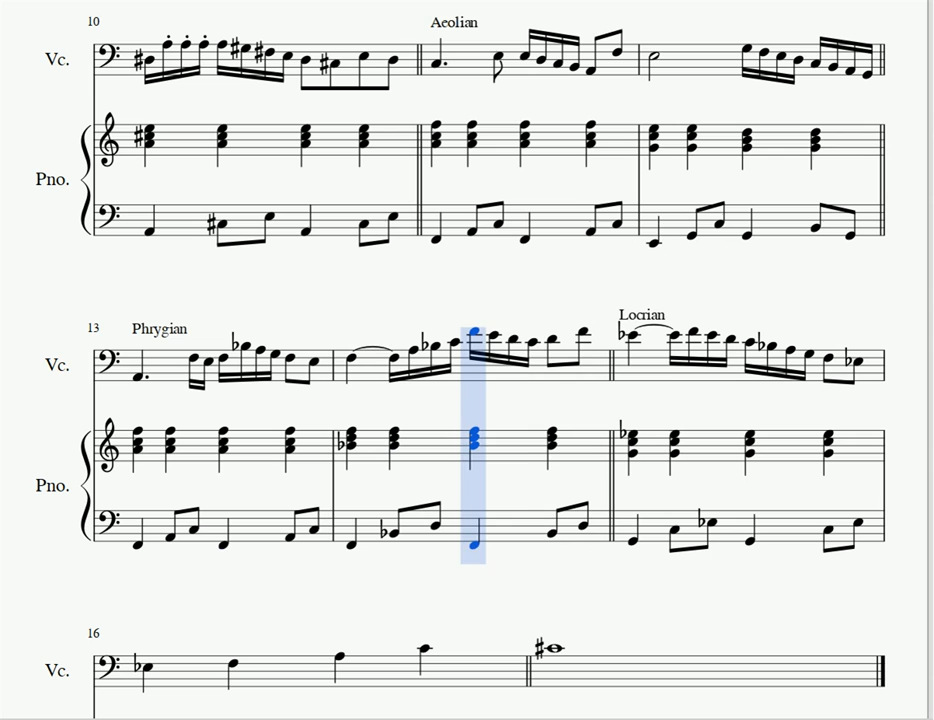 10
Aeolian
Vc.
Pno.
13
Phrygian
Locrian
Vc.
Pno.
16
Vc.